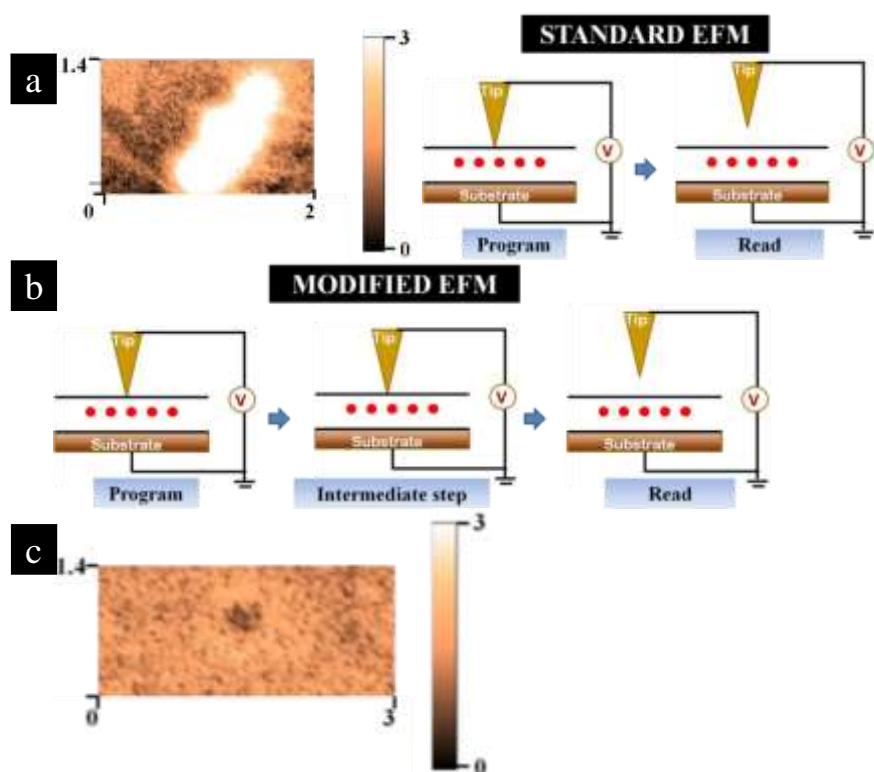 a
1.4
0
2
3
0
STANDARD EFM
Tip
V
Substrate
Program
Tip
V
Substrate
Read
b
MODIFIED EFM
Tip
V
Substrate
Program
Tip
V
Substrate
Intermediate step
Tip
V
Substrate
Read
c
1.4
0
3
3
0